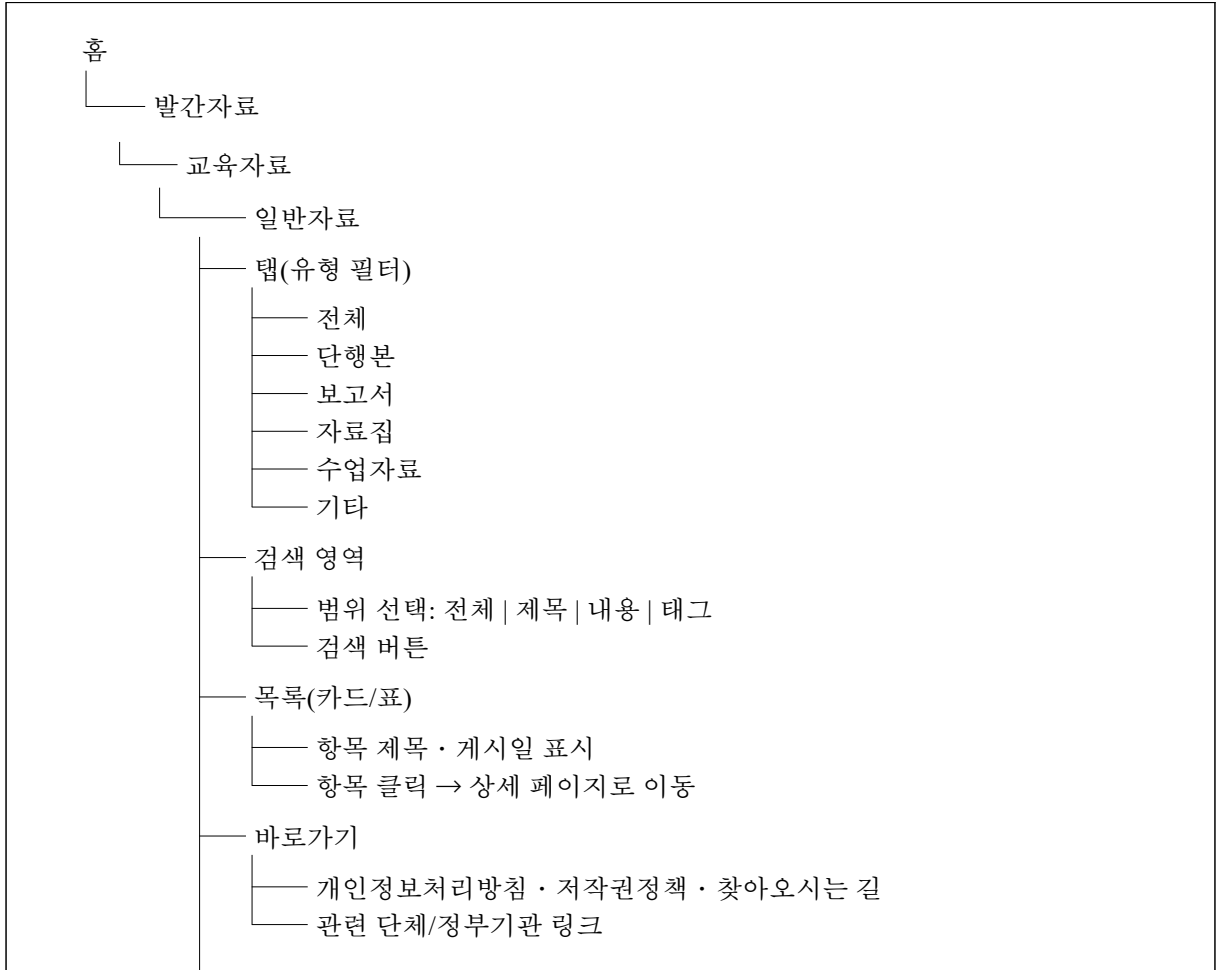 홈
발간자료
교육자료
일반자료
탭(유형 필터)
전체
단행본
보고서
자료집
수업자료
기타
검색 영역
범위 선택: 전체 | 제목 | 내용 | 태그
검색 버튼
목록(카드/표)
항목 제목 · 게시일 표시
항목 클릭 → 상세 페이지로 이동
바로가기
개인정보처리방침 · 저작권정책 · 찾아오시는 길
관련 단체/정부기관 링크